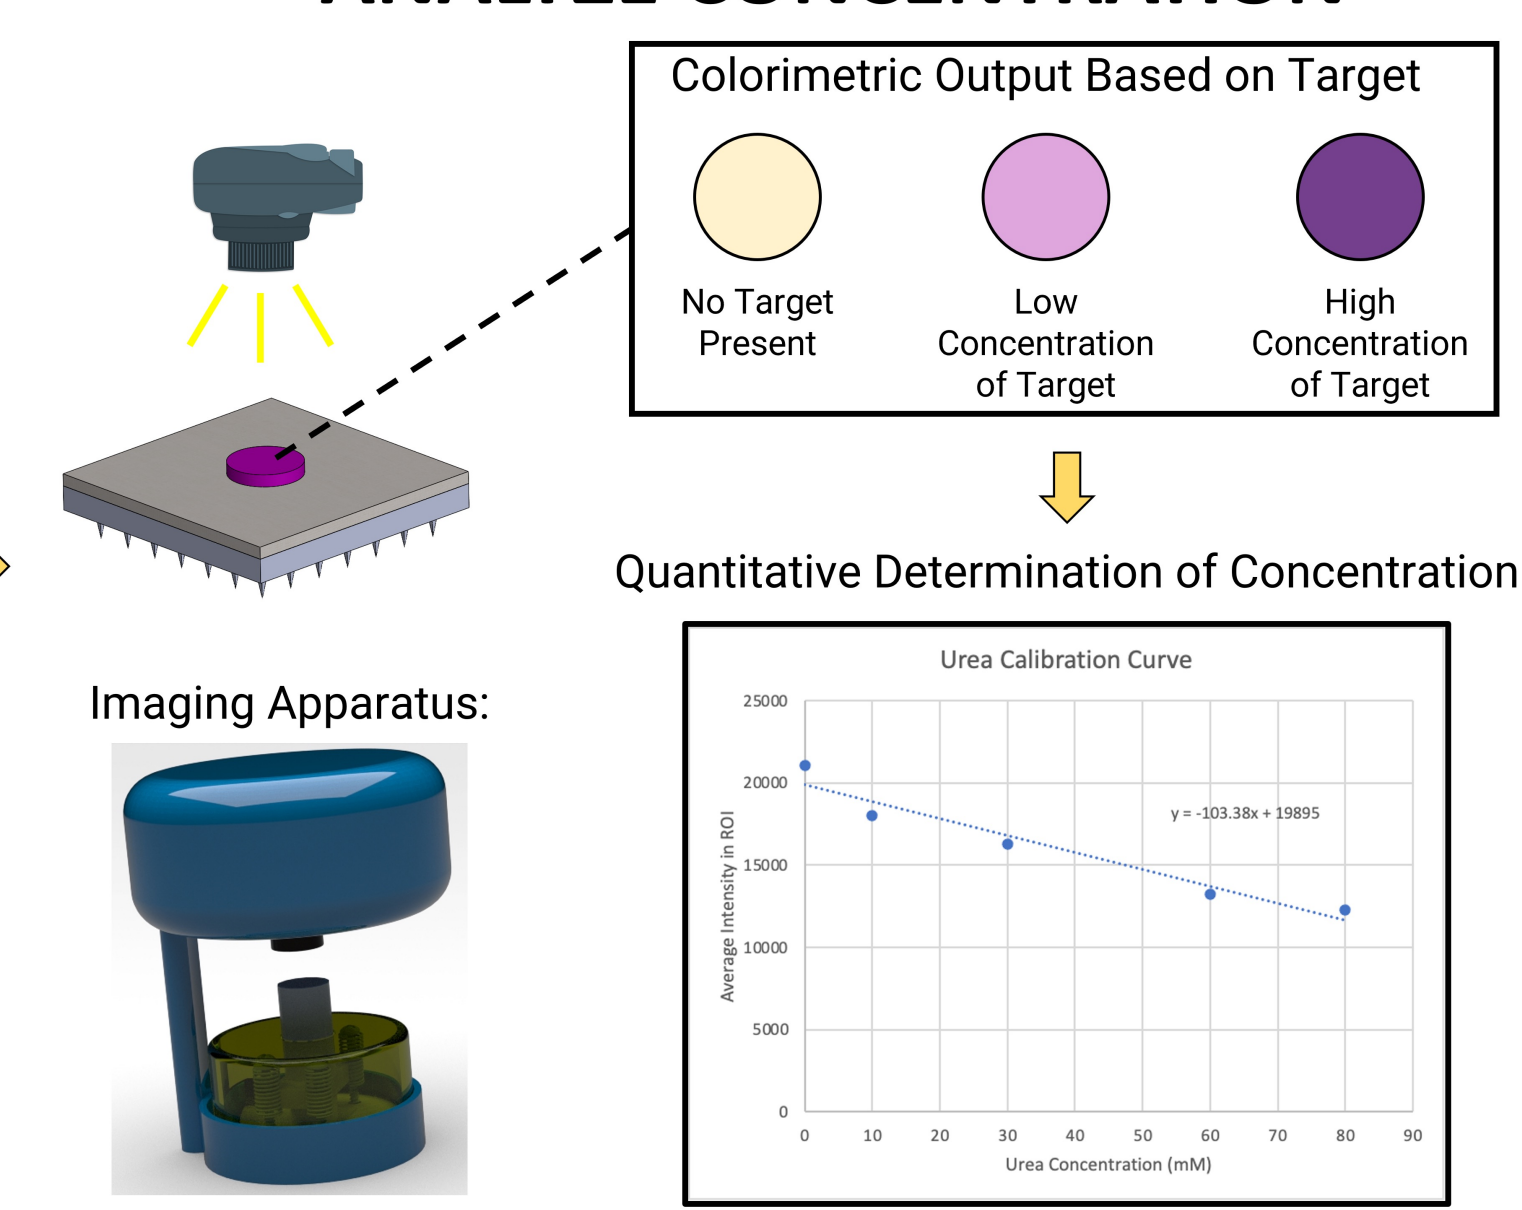 Colorimetric Output Based on Target
No Target
Present
Low
Concentration
of Target
High
Concentration
of Target
Quantitative Determination of Concentration
Imaging Apparatus:
Urea Calibration Curve
25000
20000
15000
10000
5000
0
Average Intensity in ROI
y = -103.38x + 19895
0 10 20 30 40 50 60 70 80 90
Urea Concentration (mM)